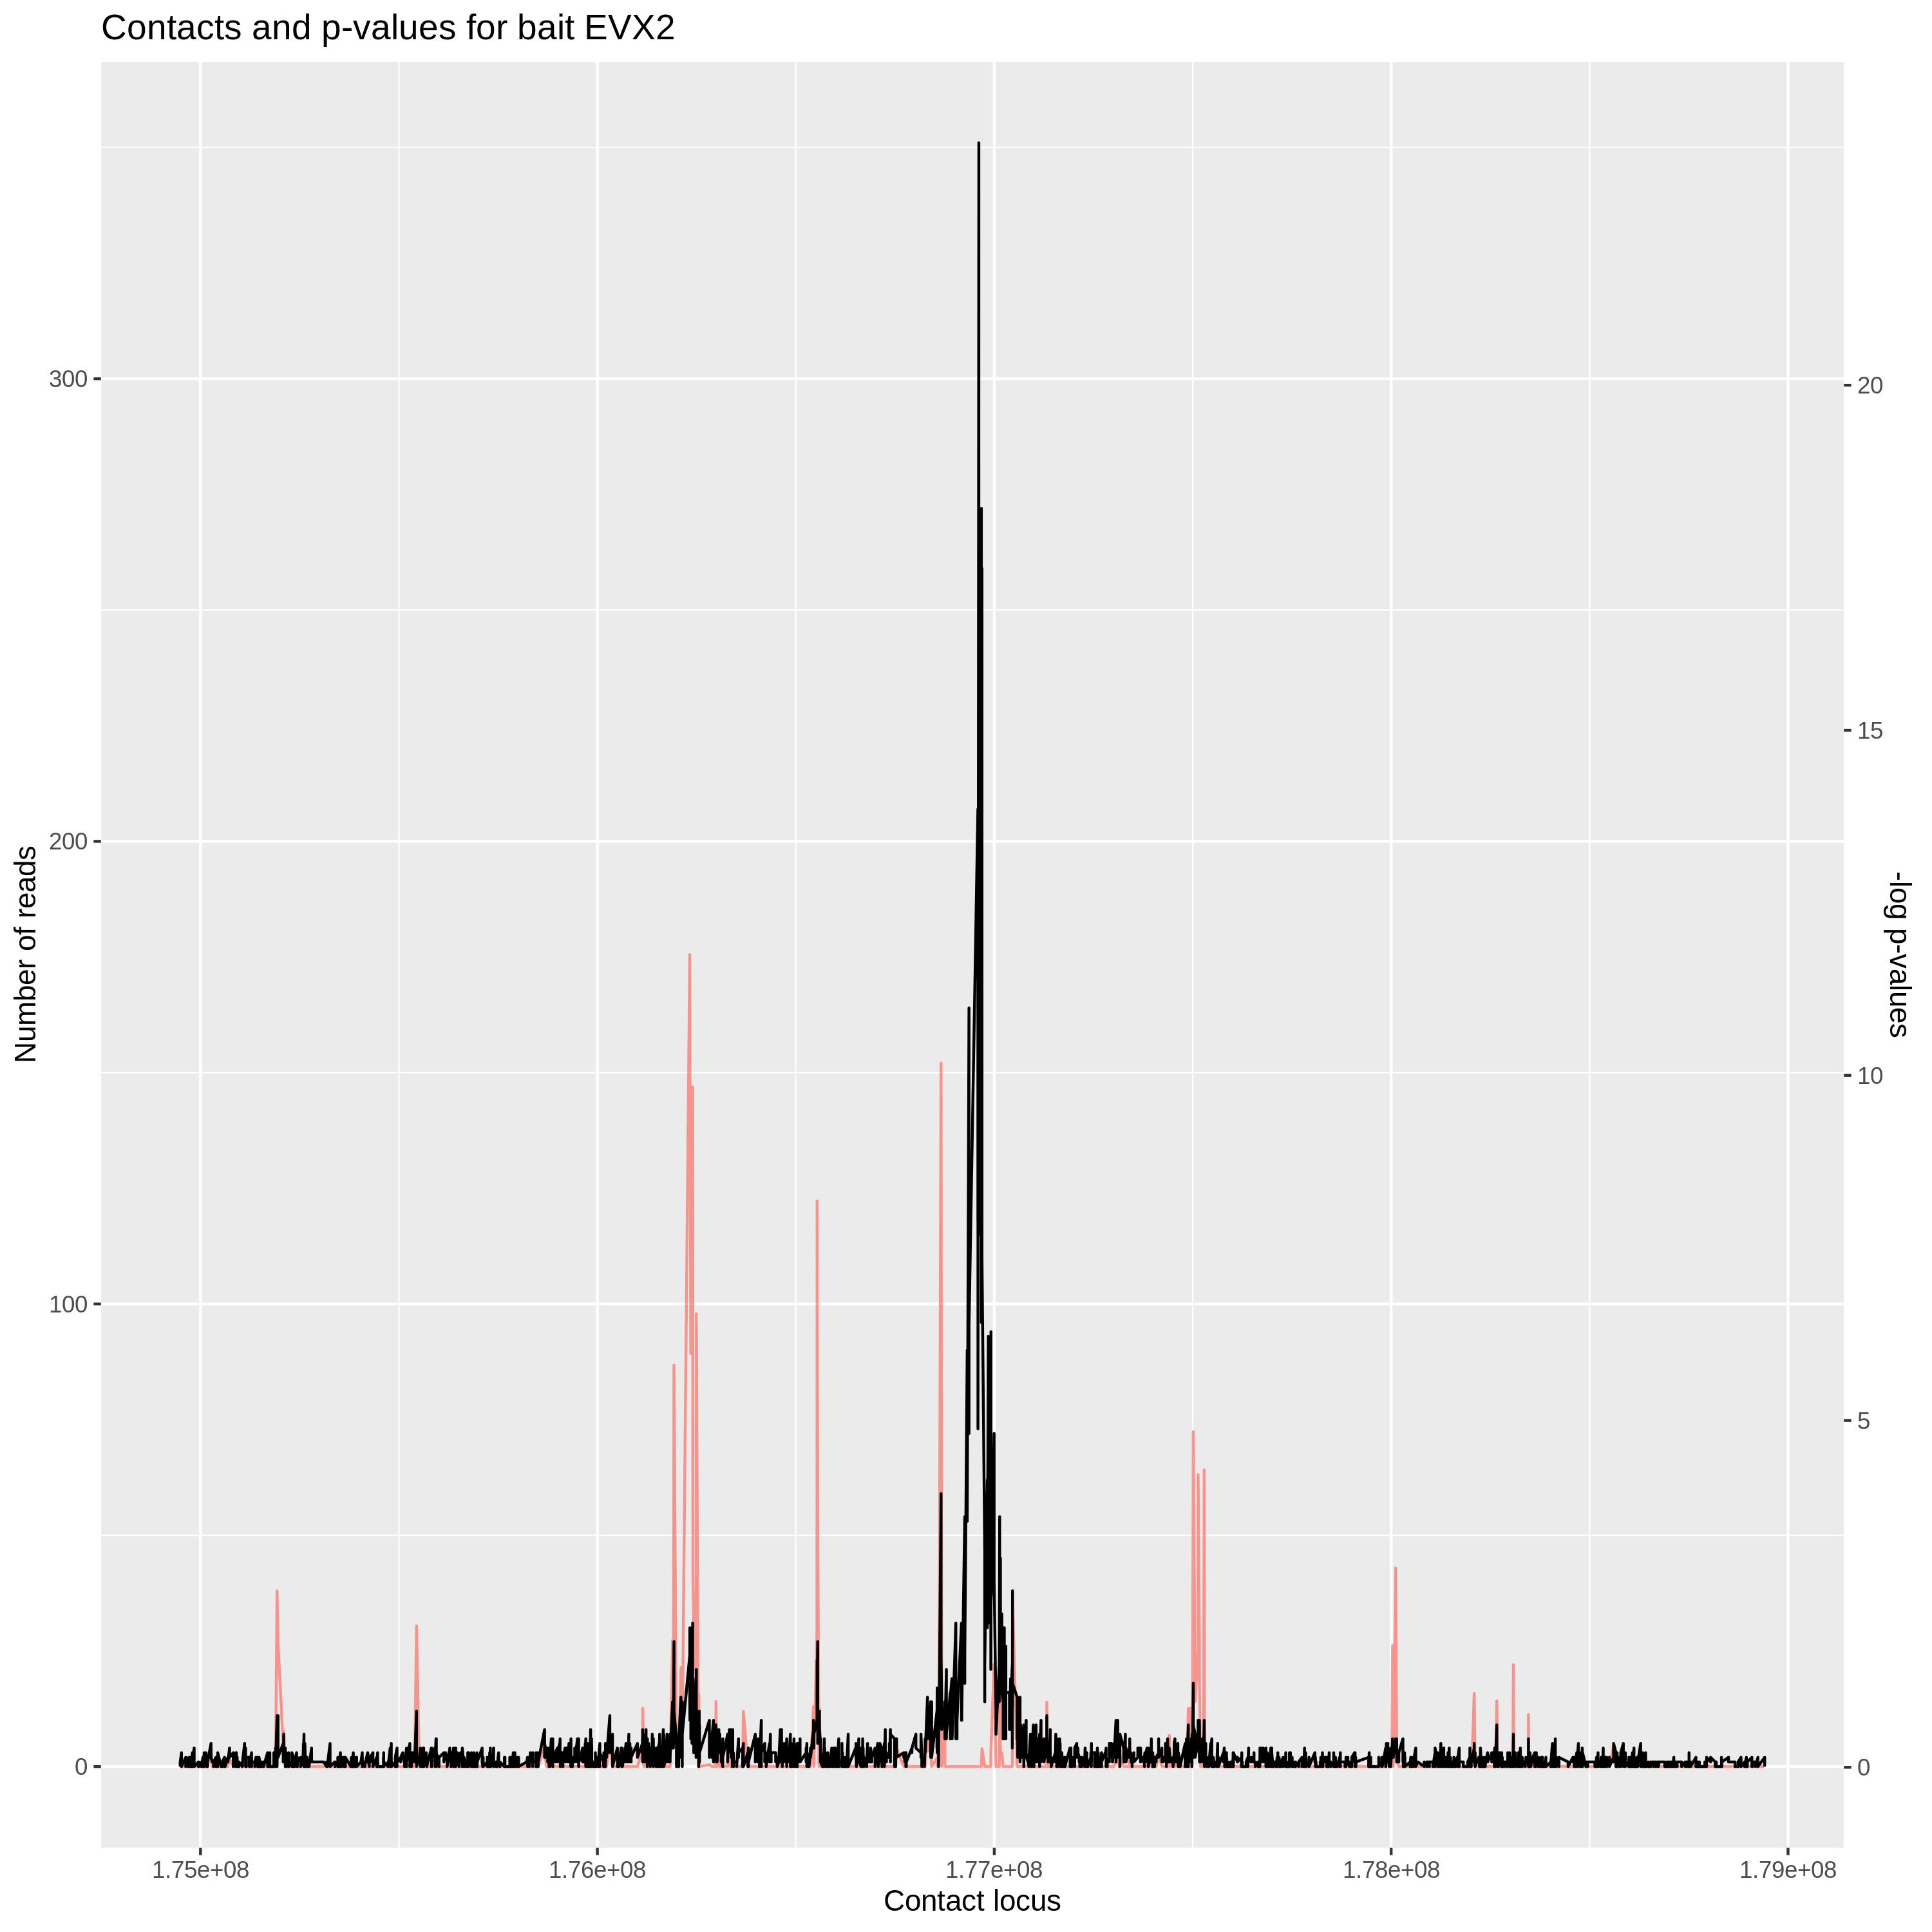 Contacts and p-values for bait EVX2
300
200
100
0
Number of reads
20
15
10
5
0
-log p-values
1.75e+08 1.76e+08 1.77e+08 1.78e+08 1.79e+08
Contact locus